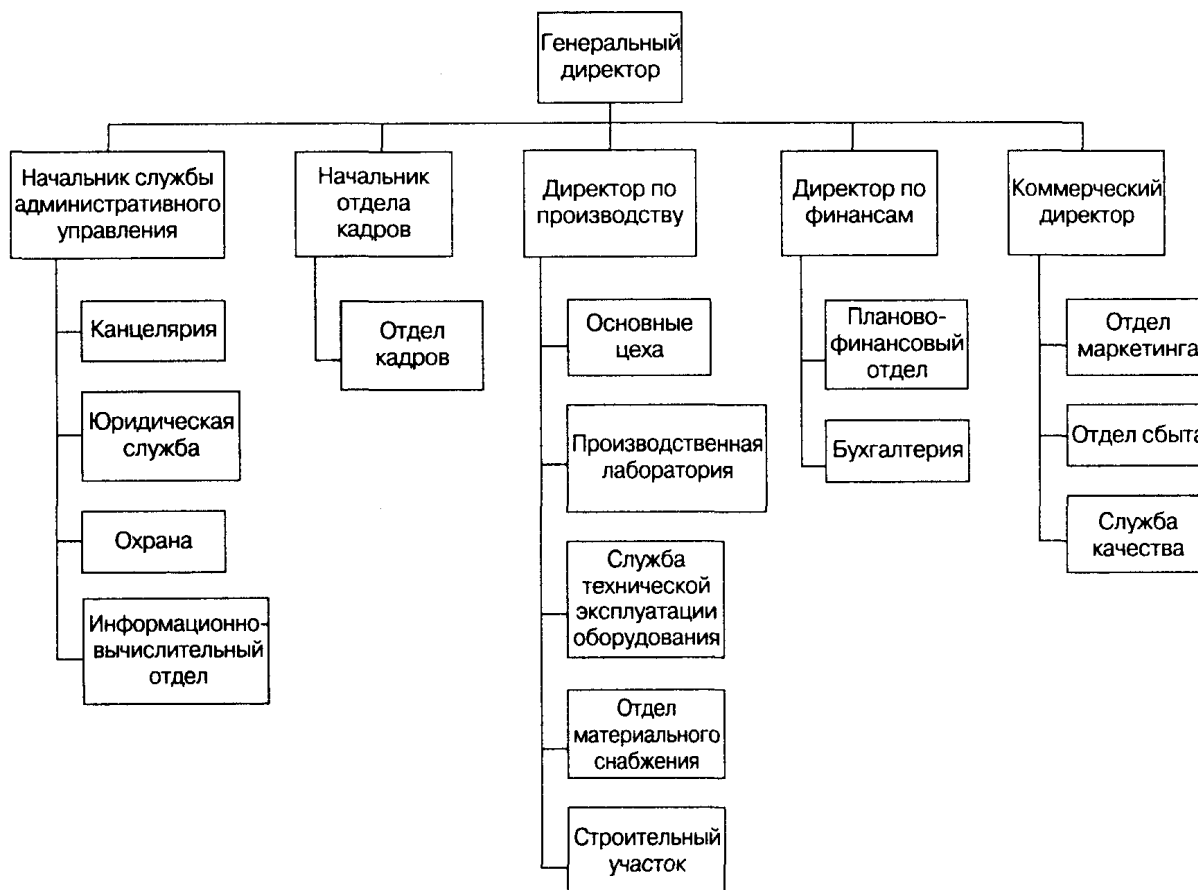 Генеральный
директор
Начальник службы
административного
управления
Начальник
отдела
кадров
Директор по
производству
Директор по
финансам
Коммерческий
директор
Канцелярия
Юридическая
служба
Охрана
Информационно-
вычислительный
отдел
Отдел
кадров
Основные
цеха
Производственная
лаборатория
Служба
технической
эксплуатации
оборудования
Отдел
материального
снабжения
Строительный
участок
Планово-
финансовый
отдел
Бухгалтерия
Отдел
маркетинга
Отдел сбыта
Служба
качества